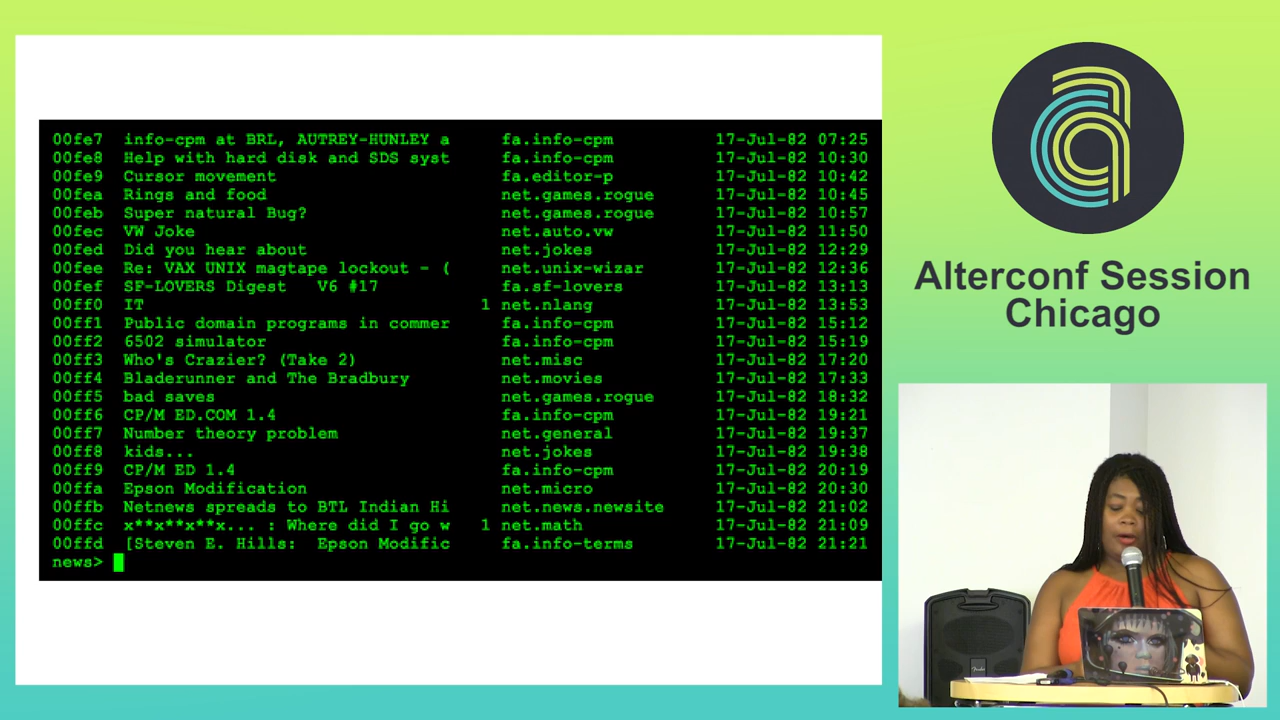 00fe7 info-cpm at BRL, AUTREY-HUNLEY a fa.info-cpm 17-Jul-82 07:25
00fe8 Help with hard disk and SDS syst fa.info-cpm 17-Jul-82 10:30
00fe9 Cursor movement fa.editor-p 17-Jul-82 10:42
00fea Rings and food net.games.rogue 17-Jul-82 10:45
00feb Super natural Bug? net.games.rogue 17-Jul-82 10:57
00fec VW Joke net.auto.vw 17-Jul-82 11:50
00fed Did you hear about net.jokes 17-Jul-82 12:29
00fee Re: VAX UNIX magtape lockout - ( net.unix-wizar 17-Jul-82 12:36
00fef SF-LOVERS Digest V6 #17 fa.sf-lovers 17-Jul-82 13:13
00ff0 IT 1 net.nlang 17-Jul-82 13:53
00ff1 Public domain programs in commer fa.info-cpm 17-Jul-82 15:12
00ff2 6502 simulator fa.info-cpm 17-Jul-82 15:19
00ff3 Who's Crazier? (Take 2) net.misc 17-Jul-82 17:20
00ff4 Bladerunner and The Bradbury net.movies 17-Jul-82 17:33
00ff5 bad saves net.games.rogue 17-Jul-82 18:32
00ff6 CP/M ED.COM 1.4 fa.info-cpm 17-Jul-82 19:21
00ff7 Number theory problem net.general 17-Jul-82 19:37
00ff8 kids... net.jokes 17-Jul-82 19:38
00ff9 CP/M ED 1.4 fa.info-cpm 17-Jul-82 20:19
00ffa Epson Modification net.micro 17-Jul-82 20:30
00ffb Netnews spreads to BTL Indian Hi net.news.newsite 17-Jul-82 21:02
00ffc x**x**x**x... : Where did I go w 1 net.math 17-Jul-82 21:09
00ffd [Steven E. Hills: Epson Modific fa.info-terms 17-Jul-82 21:21
news>
Alterconf Session
Chicago